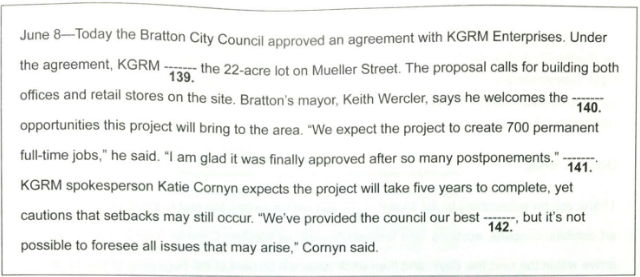 June 8—Today the Bratton City Council approved an agreement with KGRM Enterprises. Under
the agreement, KGRM ------- the 22-acre lot on Mueller Street. The proposal calls for building both
139.
offices and retail stores on the site. Bratton's mayor, Keith Wercler, says he welcomes the -------
140.
opportunities this project will bring to the area. "We expect the project to create 700 permanent
full-time jobs," he said. "I am glad it was finally approved after so many postponements." -------.
141.
KGRM spokesperson Katie Cornyn expects the project will take five years to complete, yet
cautions that setbacks may still occur. "We've provided the council our best -------, but it's not
142.
possible to foresee all issues that may arise," Cornyn said.